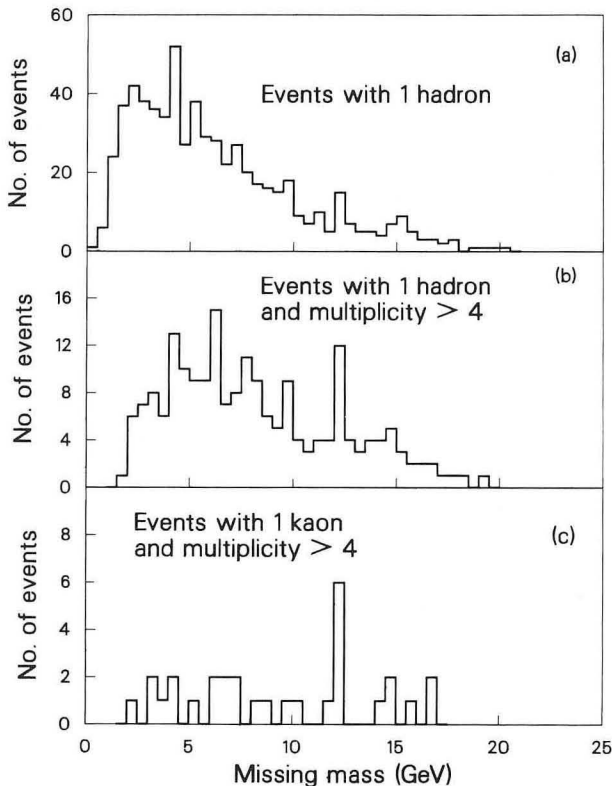 60
40
20
0
No. of events
(a)
Events with 1 hadron
16
12
8
4
0
No. of events
(b)
Events with 1 hadron
and multiplicity > 4
8
6
4
2
0
No. of events
Events with 1 kaon
and multiplicity > 4
(c)
0 5 10 15 20 25
Missing mass (GeV)